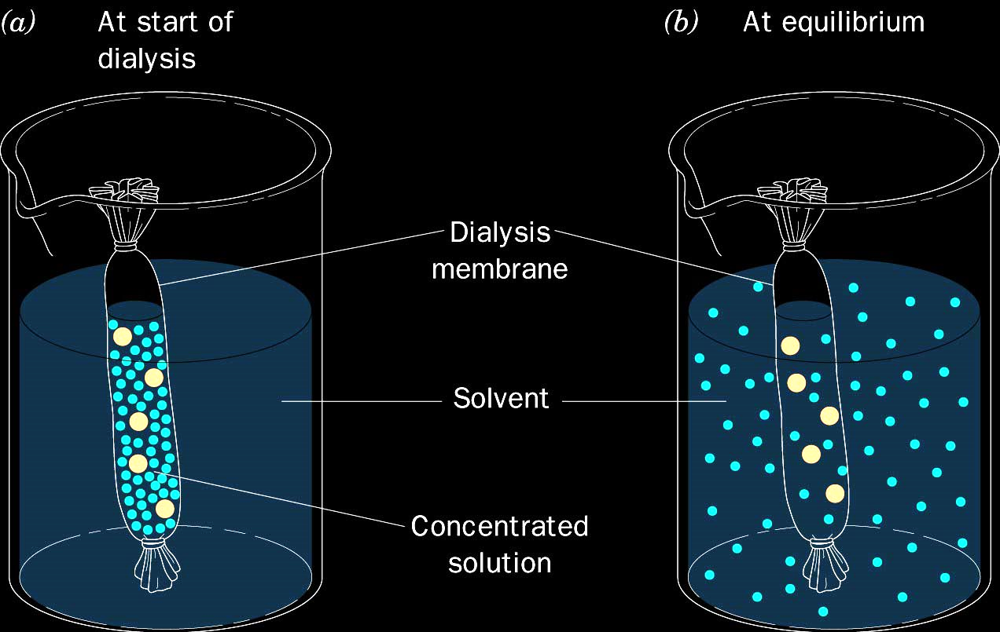 (a) At start of
dialysis
(b) At equilibrium
Dialysis
membrane
Solvent
Concentrated
solution